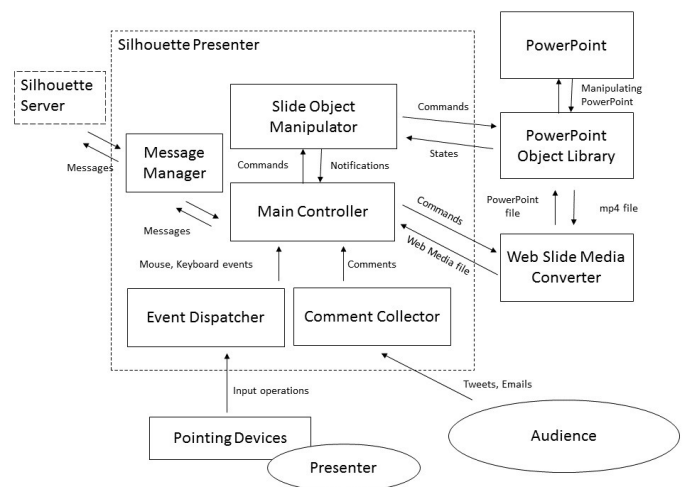 Silhouette Presenter
PowerPoint
Silhouette
Server
Manipulating
PowerPoint
Slide Object
Manipulator
Commands
PowerPoint
Object Library
States
Message
Manager
Messages
Commands
Notifications
Main Controller
Messages
Commands
Web Media file
PowerPoint
file
mp4 file
Web Slide Media
Converter
Mouse, Keyboard events
Comments
Event Dispatcher
Comment Collector
Input operations
Tweets, Emails
Pointing Devices
Presenter
Audience